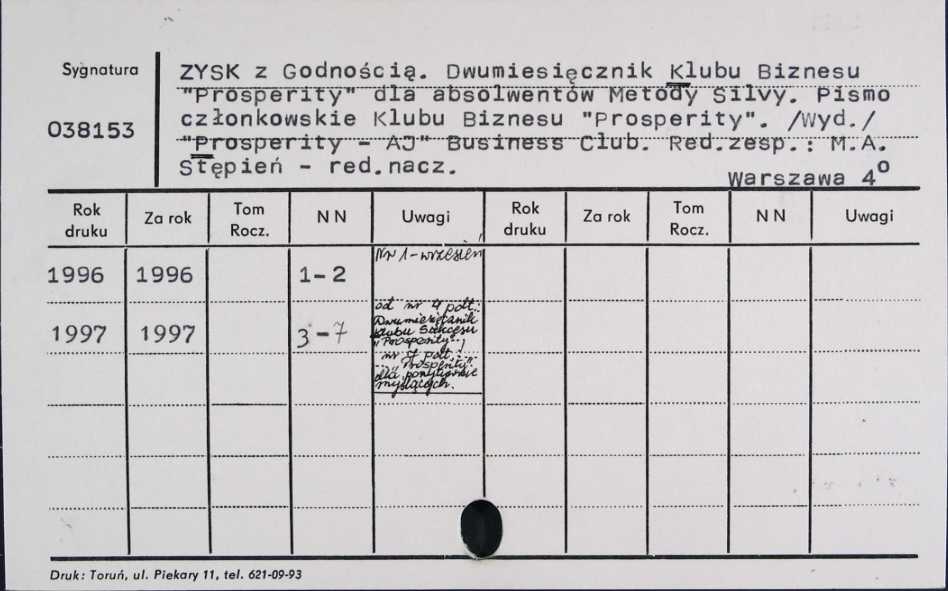 Sygnatura
038153
ZYSK z Godnością. Dwumiesięcznik Klubu Biznesu
"Prosperity" dla absolwentów Metody Silvy. Pismo
członkowskie Klubu Biznesu "Prosperity". /Wyd./
"Prosperity – AJ" Business Club. Red.zesp.: M.A.
Stępień – red.nacz.
Warszawa 4º
Rok druku Za rok Tom Rocz. N N Uwagi Rok druku Za rok Tom Rocz. N N Uwagi
1996 1996 1-2 Nr 1-wrzesień
1997 1997 3-7
od nr 4 podt.:
Dwumiesięcznik
Klubu Sukcesu
"Prosperity";
nr 7 podt.:
"Prosperity"
dla pozytywnie
myślących.
Druk: Toruń, ul. Piekary 11, tel. 621-09-93